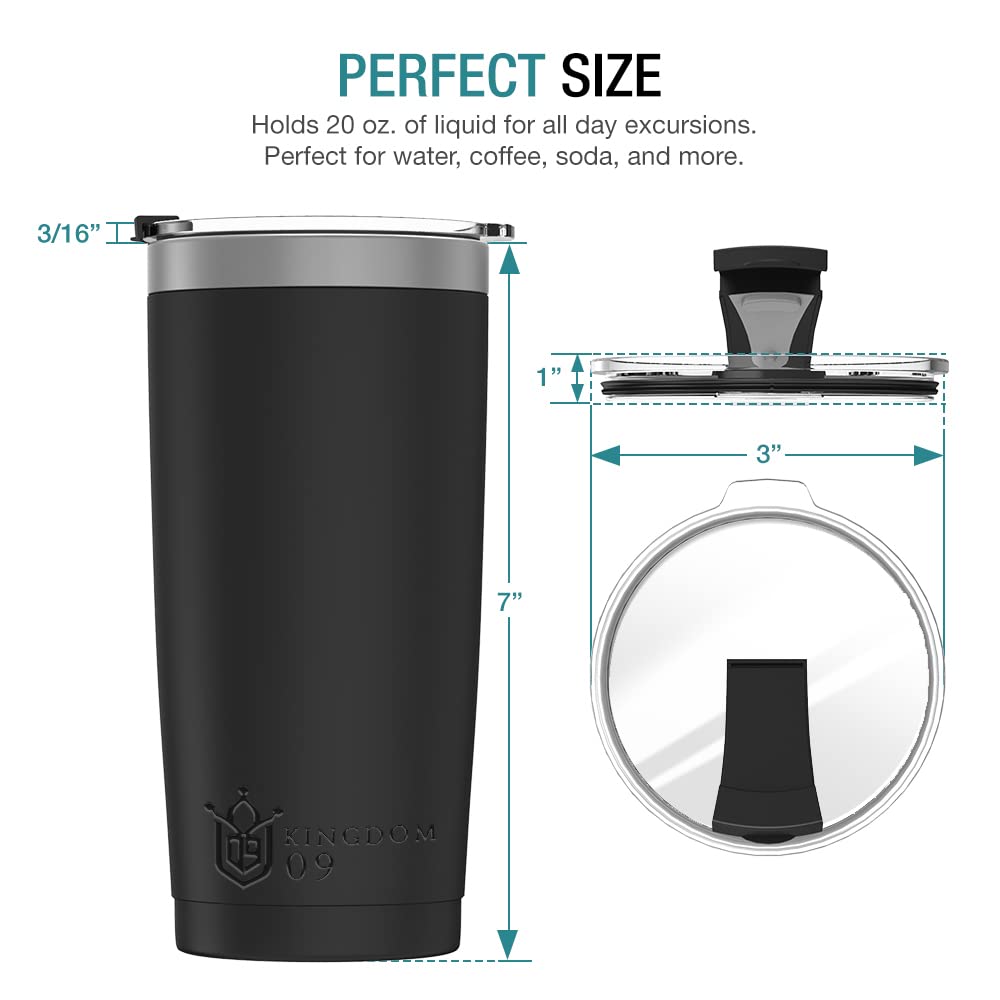 PERFECT SIZE
Holds 20 oz. of liquid for all day excursions.
Perfect for water, coffee, soda, and more.
3/16”
1”
3”
7”
09
KINGDOM
09